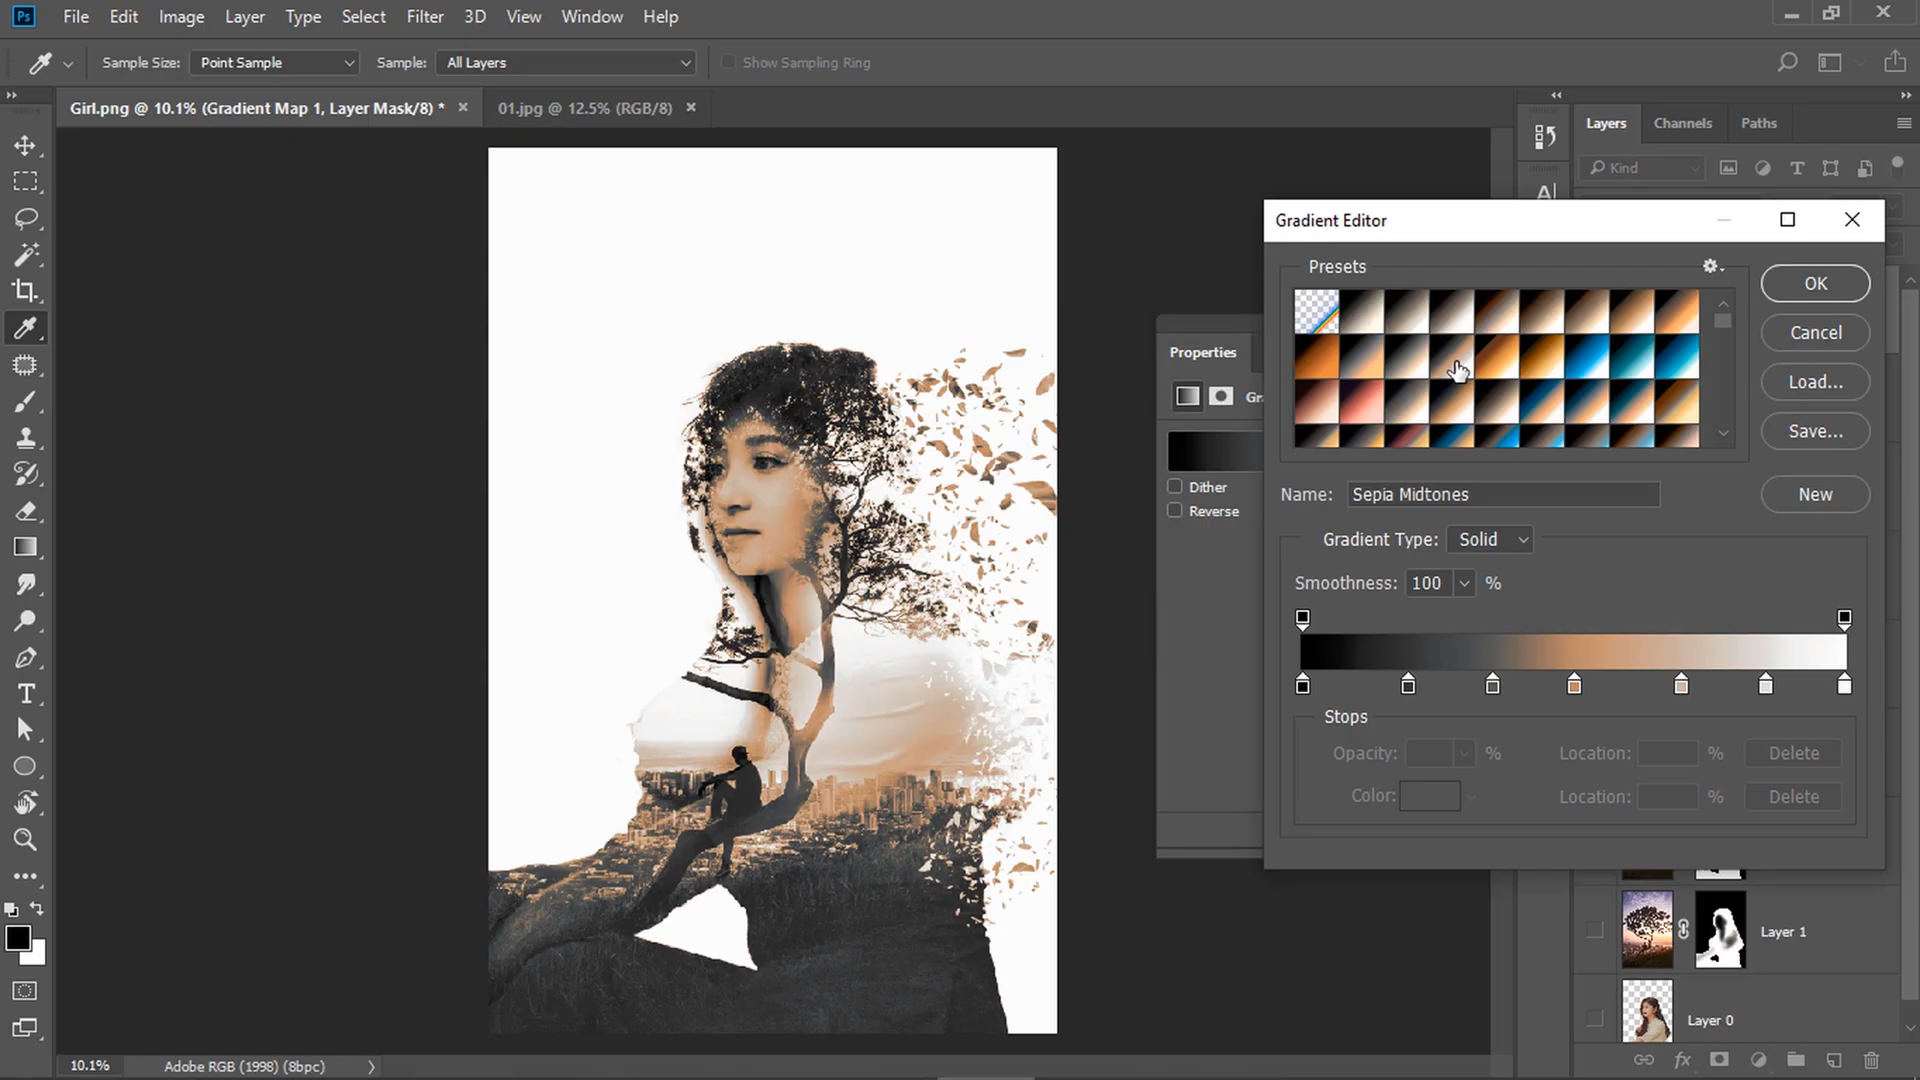 Ps File Edit Image Layer Type Select Filter 3D View Window Help
Sample Size: Point Sample Sample: All Layers Show Sampling Ring
Girl.png @ 10.1% (Gradient Map 1, Layer Mask/8) * 01.jpg @ 12.5% (RGB/8)
Layers Channels Paths
Kind
Gradient Editor
Presets
OK
Cancel
Load...
Save...
Properties
Name: Sepia Midtones New
Dither
Reverse
Gradient Type: Solid
Smoothness: 100 %
Stops
Opacity: % Location: % Delete
Color: Location: % Delete
Layer 1
Layer 0
10.1% Adobe RGB (1998) (8bpc)